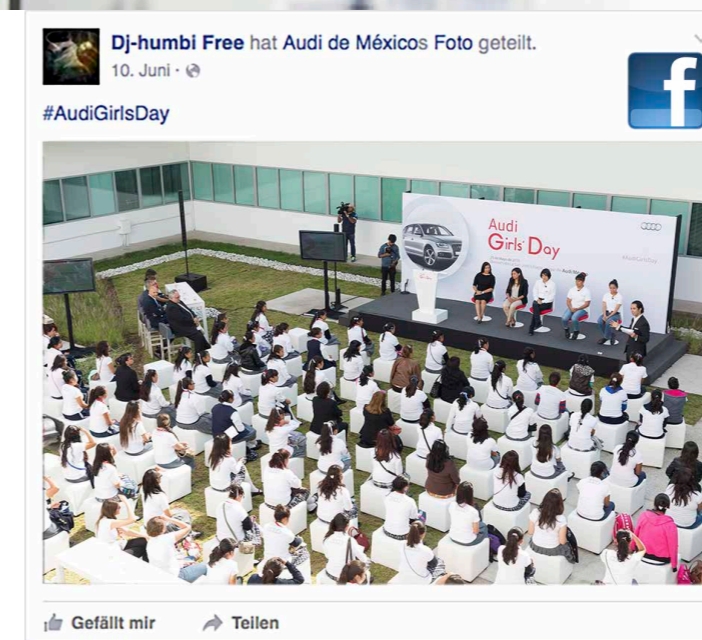 Dj-humbi Free hat Audi de Méxicos Foto geteilt.
10. Juni ·
#AudiGirlsDay
f
Audi
Girls' Day
Gefällt mir
Teilen